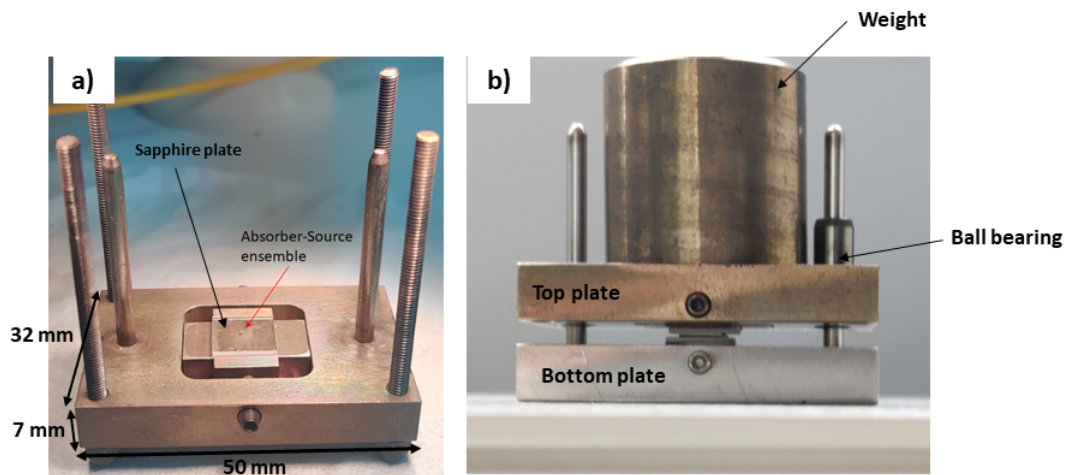 a)
Sapphire plate
Absorber-Source
ensemble
32 mm
7 mm
50 mm
b)
Weight
Ball bearing
Top plate
Bottom plate